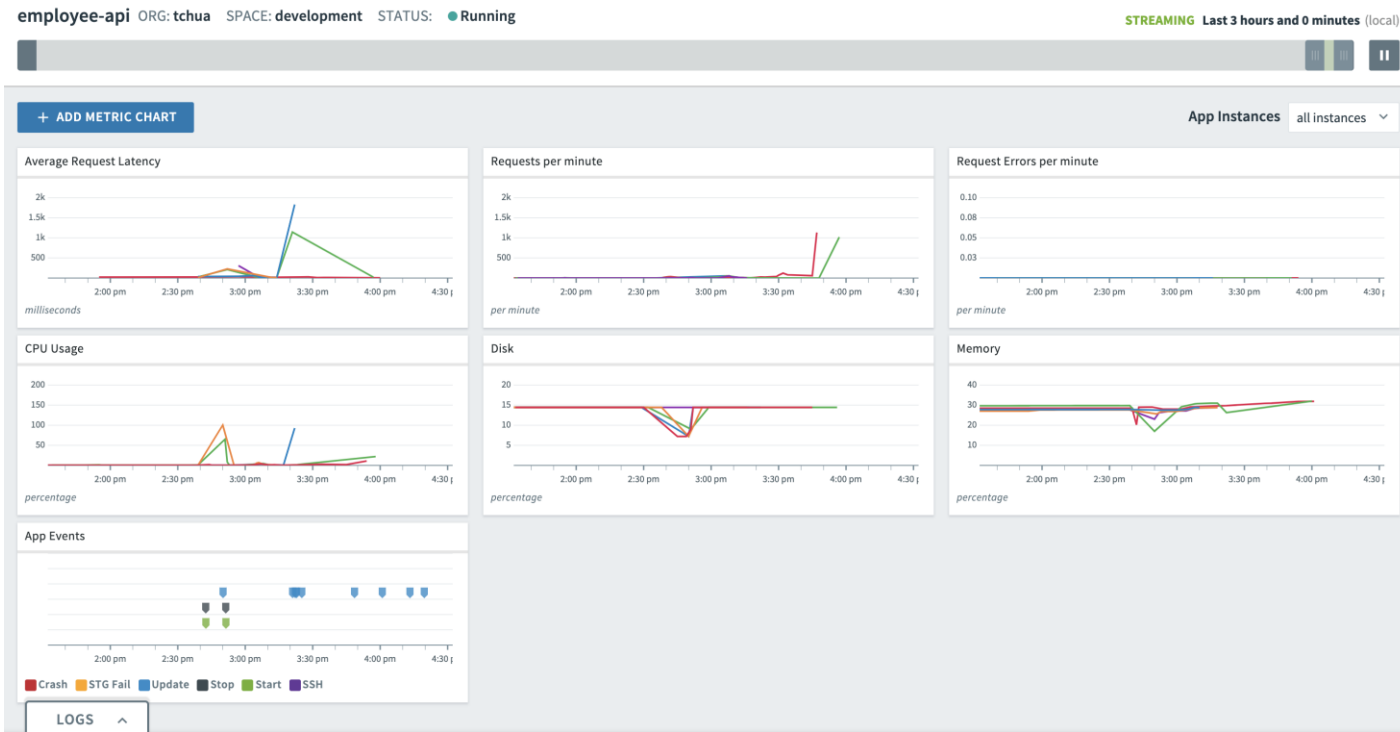 employee-api ORG: tchua SPACE: development STATUS: Running
STREAMING Last 3 hours and 0 minutes (local)
+ ADD METRIC CHART
App Instances all instances
Average Request Latency
2k
1.5k
1k
500
2:00 pm 2:30 pm 3:00 pm 3:30 pm 4:00 pm 4:30 p
milliseconds
Requests per minute
2k
1.5k
1k
500
2:00 pm 2:30 pm 3:00 pm 3:30 pm 4:00 pm 4:30 p
per minute
Request Errors per minute
0.10
0.08
0.05
0.03
2:00 pm 2:30 pm 3:00 pm 3:30 pm 4:00 pm 4:30 p
per minute
CPU Usage
200
150
100
50
2:00 pm 2:30 pm 3:00 pm 3:30 pm 4:00 pm 4:30 p
percentage
Disk
20
15
10
5
2:00 pm 2:30 pm 3:00 pm 3:30 pm 4:00 pm 4:30 p
percentage
Memory
40
30
20
10
2:00 pm 2:30 pm 3:00 pm 3:30 pm 4:00 pm 4:30 p
percentage
App Events
2:00 pm 2:30 pm 3:00 pm 3:30 pm 4:00 pm 4:30 p
Crash STG Fail Update Stop Start SSH
LOGS